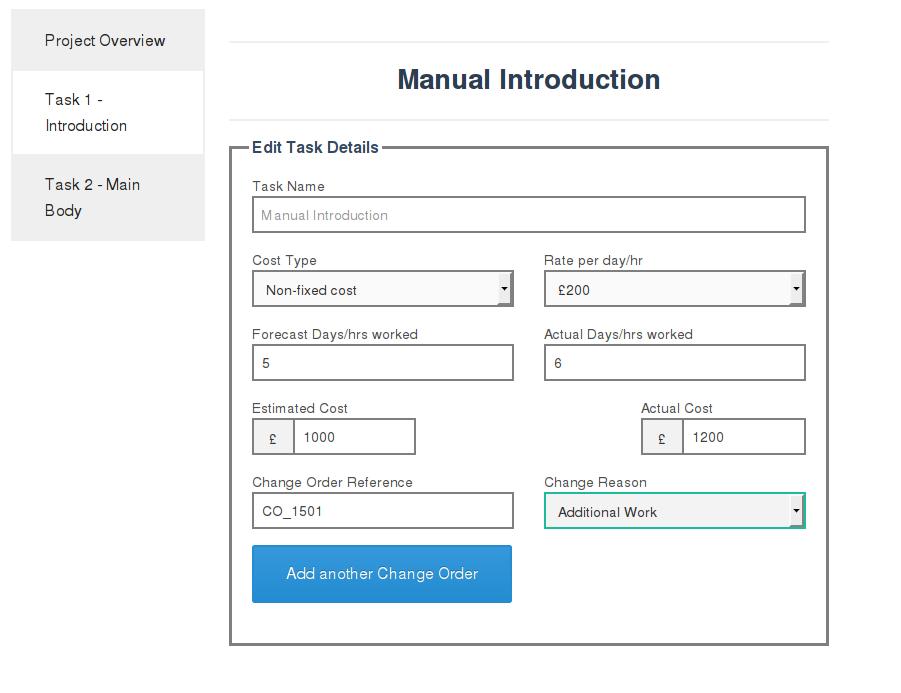 Project Overview
Task 1 -
Introduction
Task 2 - Main
Body
Manual Introduction
Edit Task Details
Task Name
Manual Introduction
Cost Type
Rate per day/hr
Non-fixed cost
£200
Forecast Days/hrs worked
Actual Days/hrs worked
5
6
Estimated Cost
Actual Cost
£ 1000
£ 1200
Change Order Reference
Change Reason
CO_1501
Additional Work
Add another Change Order